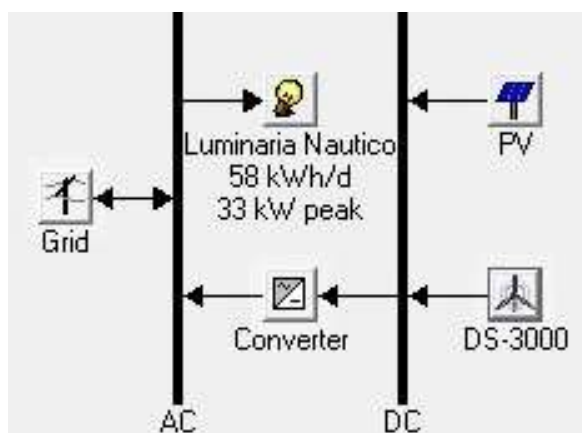 Luminaria Nautico
58 kWh/d
33 kW peak
PV
Grid
Converter
DS-3000
AC
DC